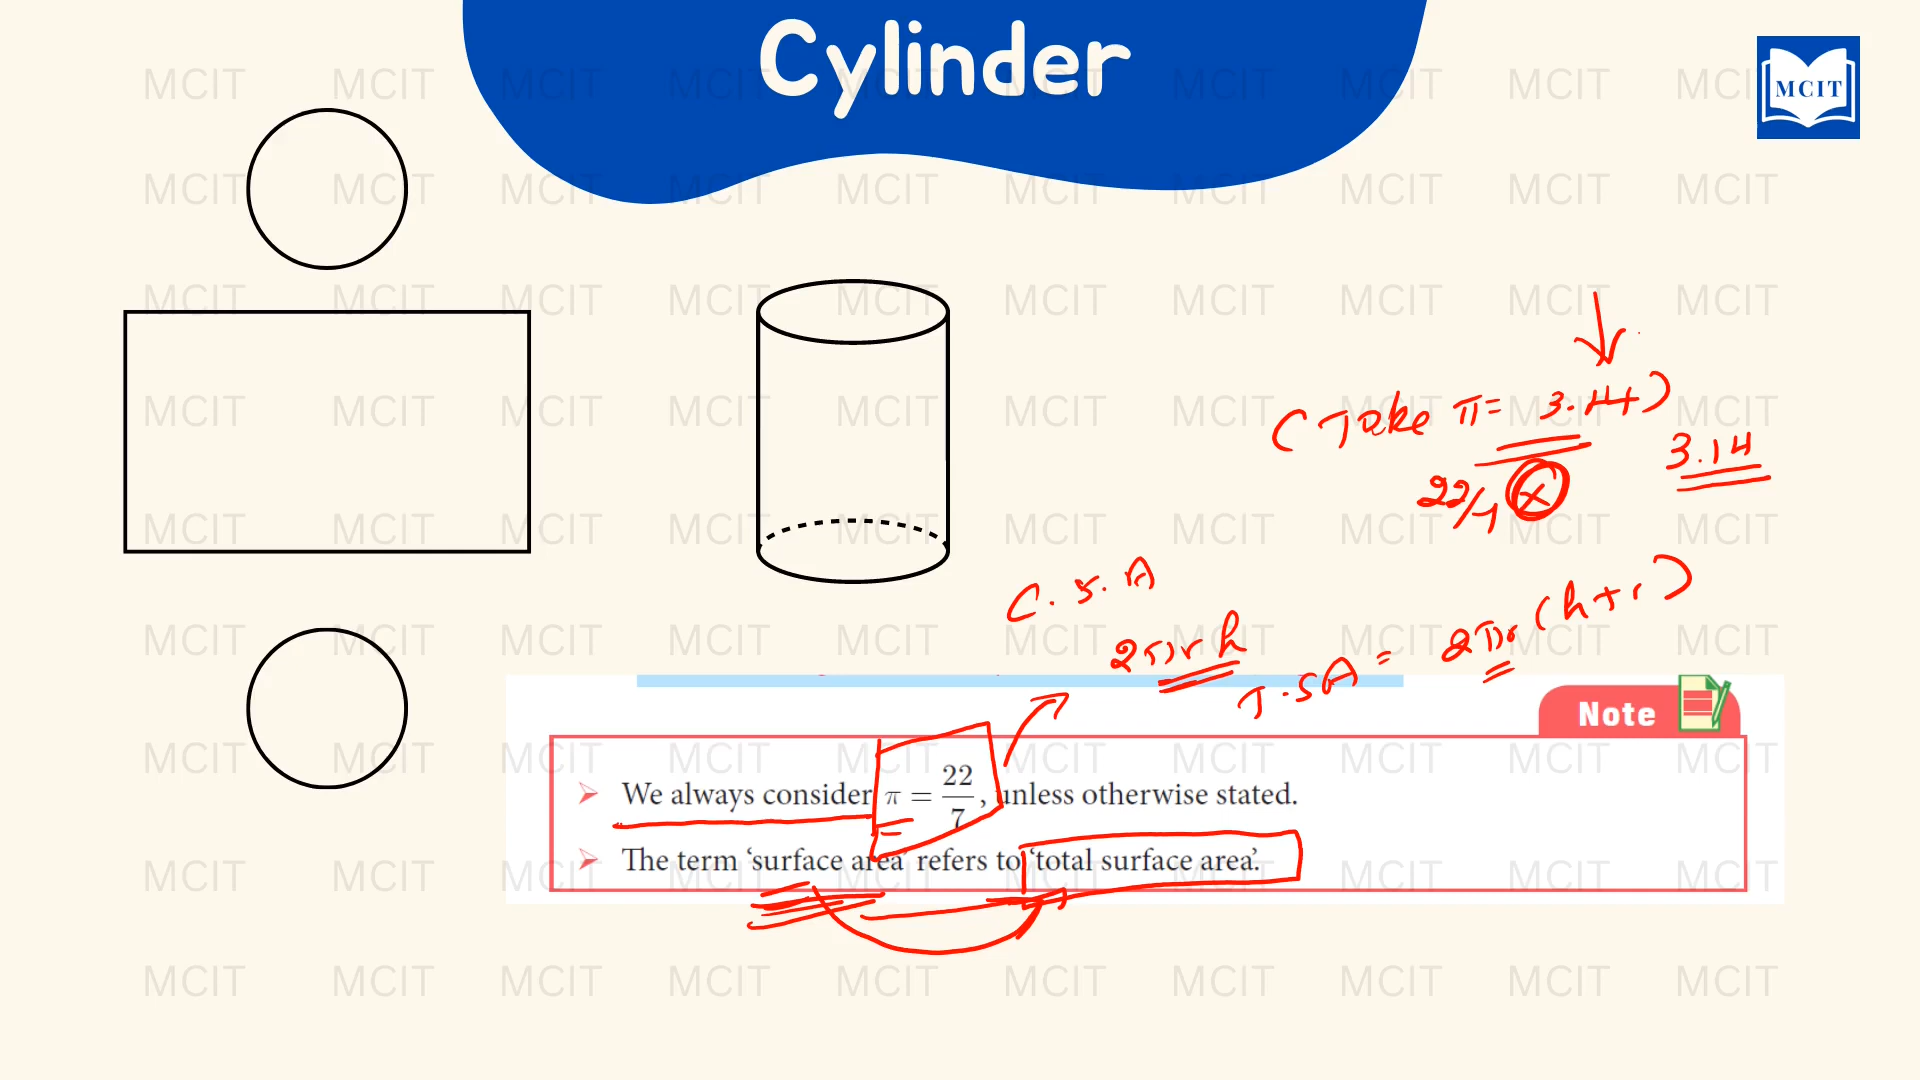 Cylinder
MCIT
(Take π = 3.14)
3.14
22/7 ×
C.S.A
2πrh
T.SA = 2πr(h+r)
Note
We always consider π = 22/7, unless otherwise stated.
The term ‘surface area’ refers to ‘total surface area’.